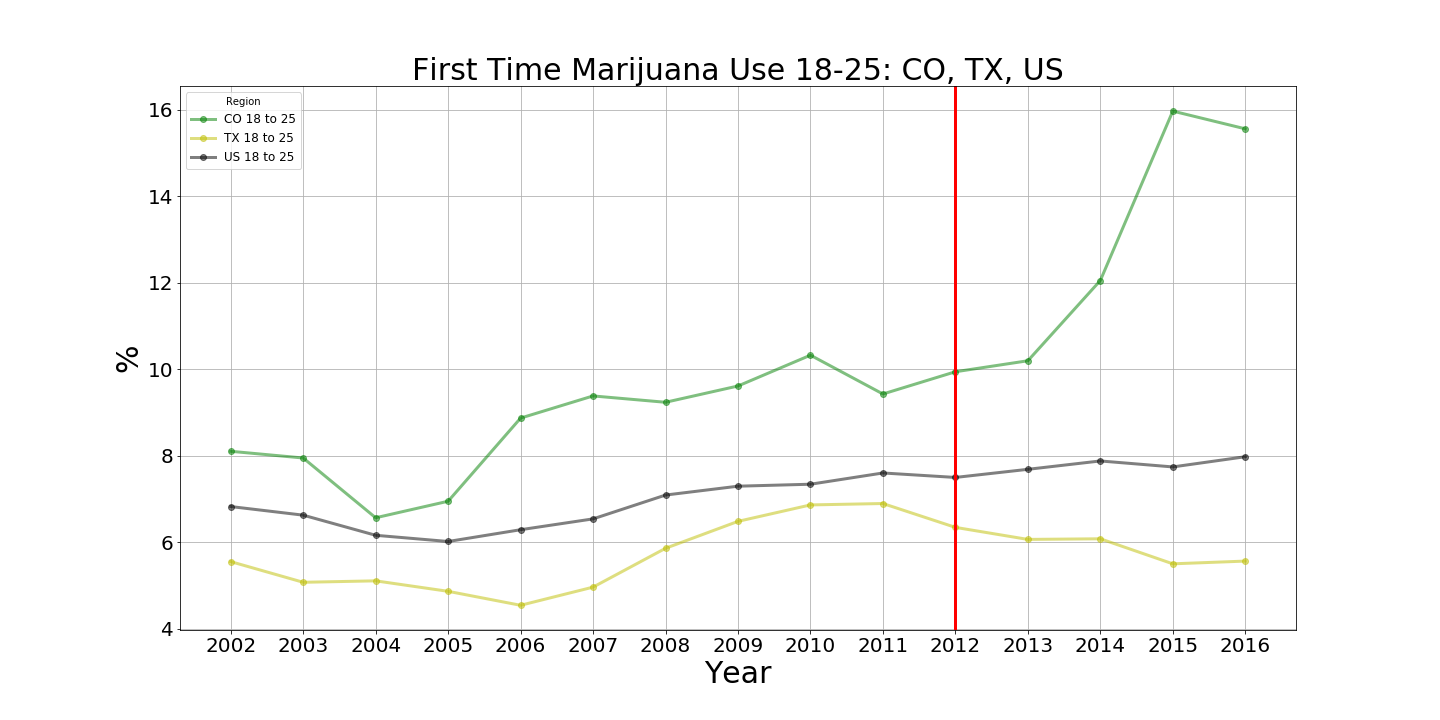 First Time Marijuana Use 18-25: CO, TX, US
Region
CO 18 to 25
TX 18 to 25
US 18 to 25
16
14
12
10
8
6
4
%
2002 2003 2004 2005 2006 2007 2008 2009 2010 2011 2012 2013 2014 2015 2016
Year